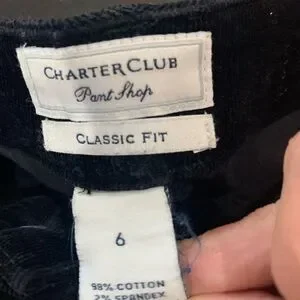 CHARTER CLUB
Pant Shop
CLASSIC FIT
6
98% COTTON
2% SPANDEX